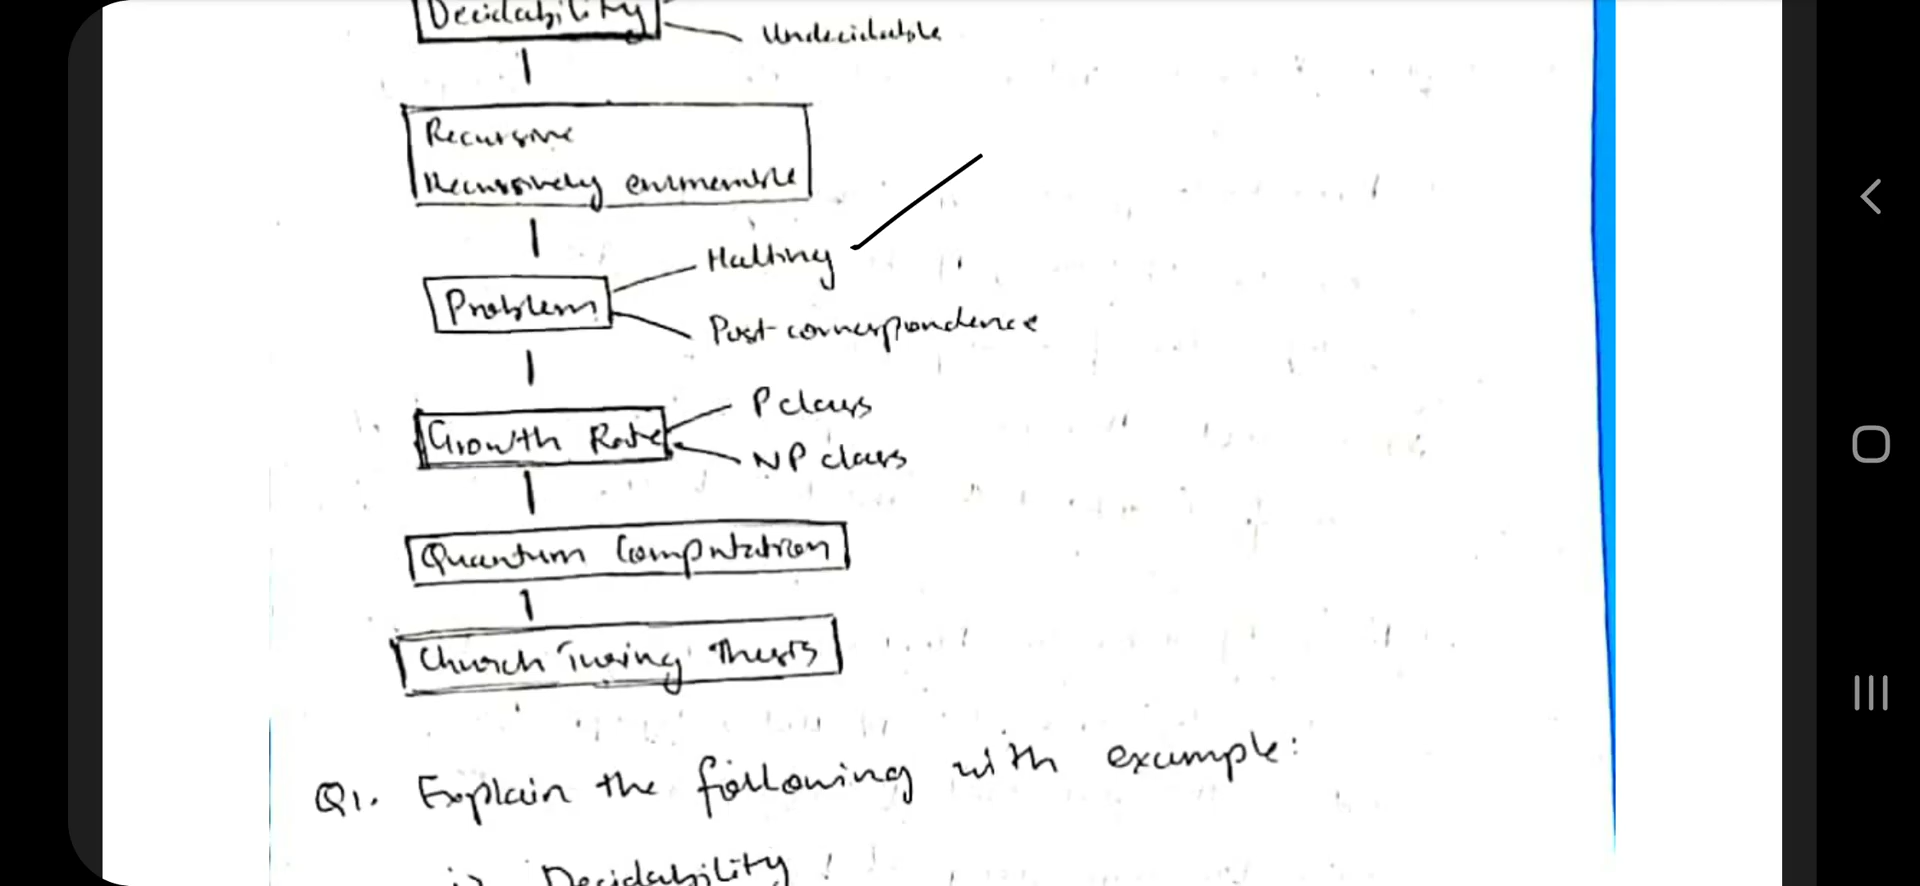 Decidability
Undecidable
Recursive
Recursively enumerable
Halting
Problem
Post correspondence
P class
Growth Rate
NP class
Quantum Computation
Church Turing Thesis
Q1. Explain the following with example:
i) Decidability